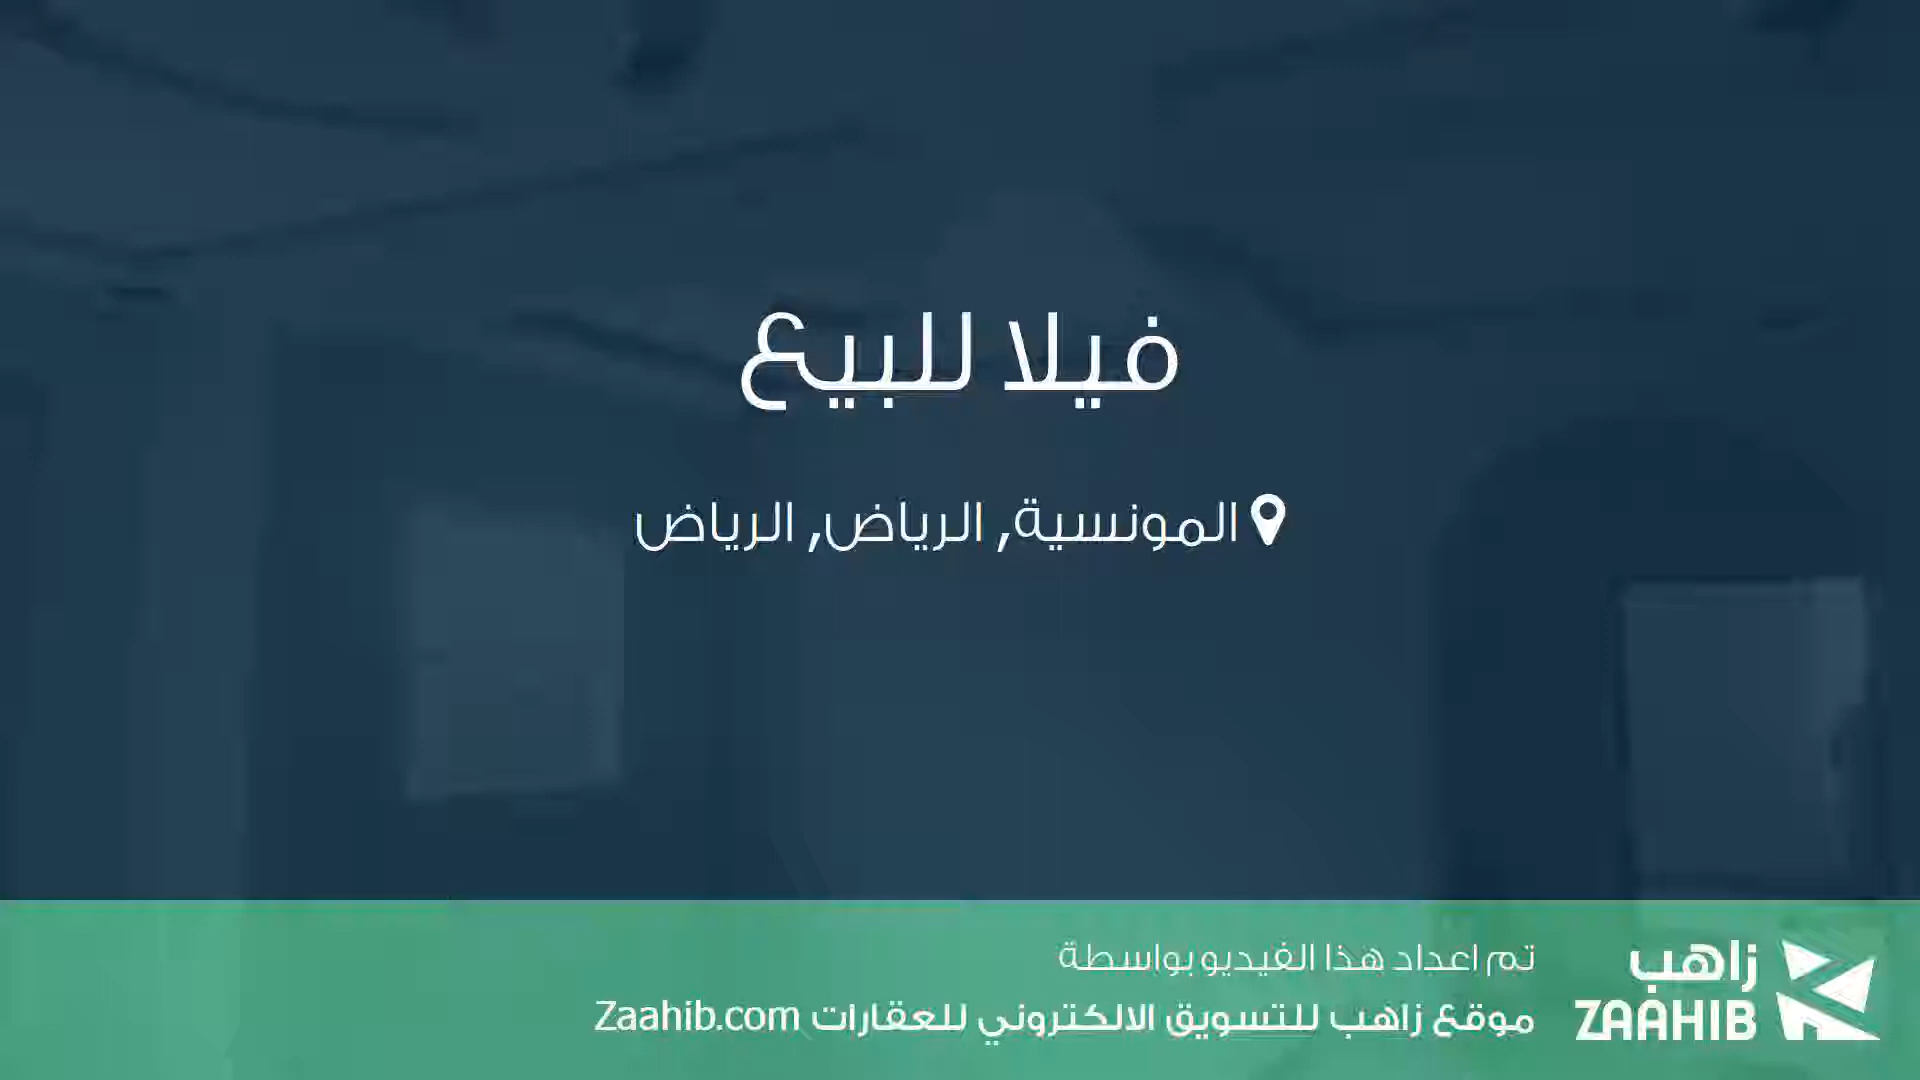 فيلا للبيع
المونسية, الرياض, الرياض
تم اعداد هذا الفيديو بواسطة
موقع زاهب للتسويق الالكتروني للعقارات Zaahib.com
زاهب
ZAAHIB